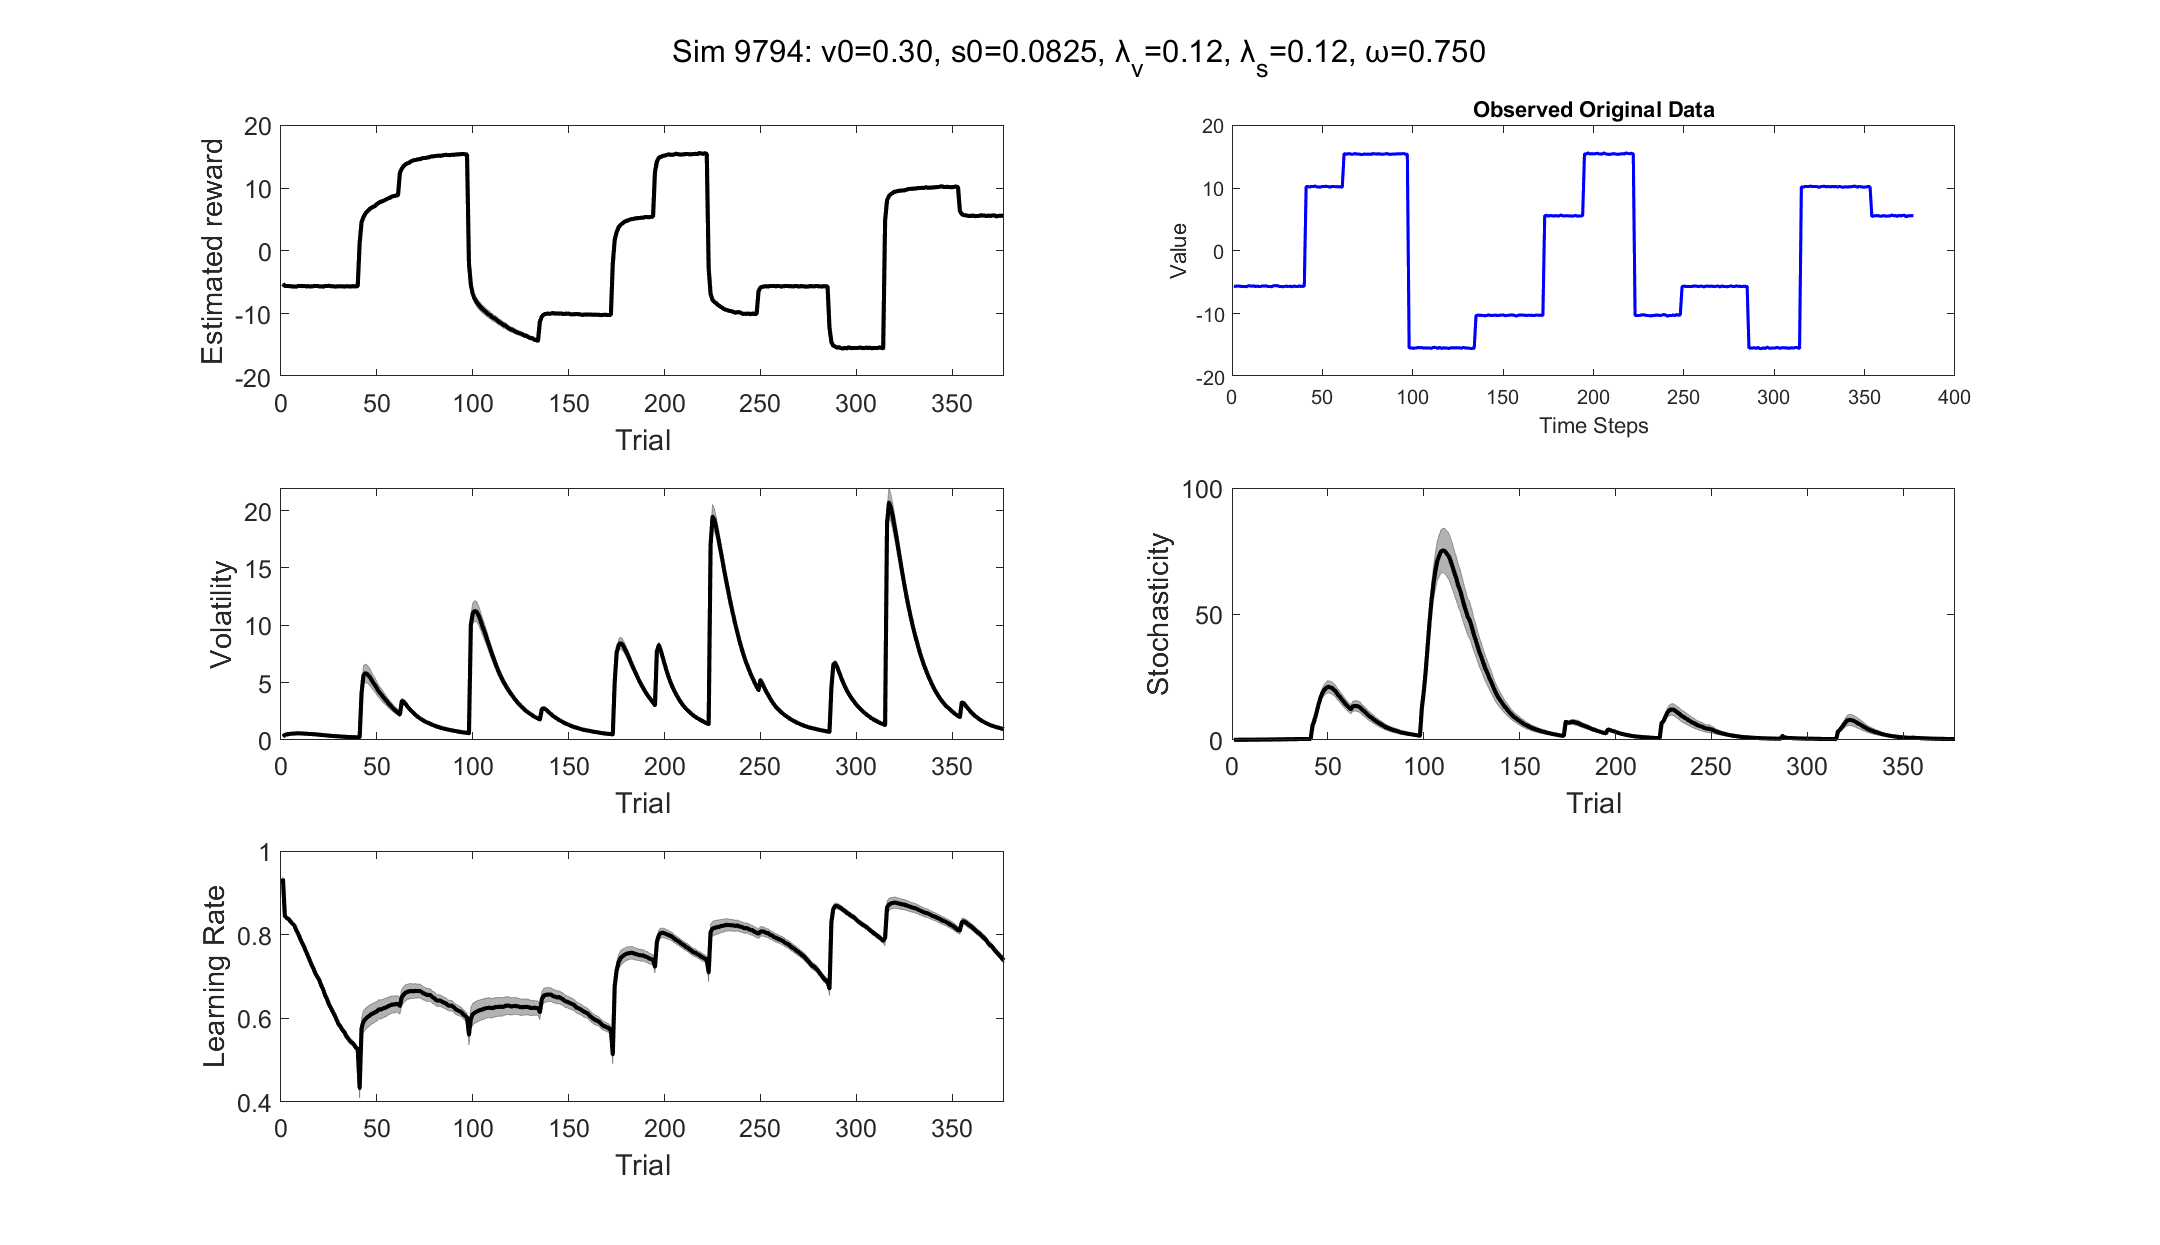 Sim 9794: v0=0.30, s0=0.0825, λ_v=0.12, λ_s=0.12, ω=0.750
20
10
0
-10
-20
Estimated reward
0 50 100 150 200 250 300 350
Trial
Observed Original Data
20
10
0
-10
-20
Value
0 50 100 150 200 250 300 350 400
Time Steps
20
15
10
5
0
Volatility
0 50 100 150 200 250 300 350
Trial
100
50
0
Stochasticity
0 50 100 150 200 250 300 350
Trial
1
0.8
0.6
0.4
Learning Rate
0 50 100 150 200 250 300 350
Trial